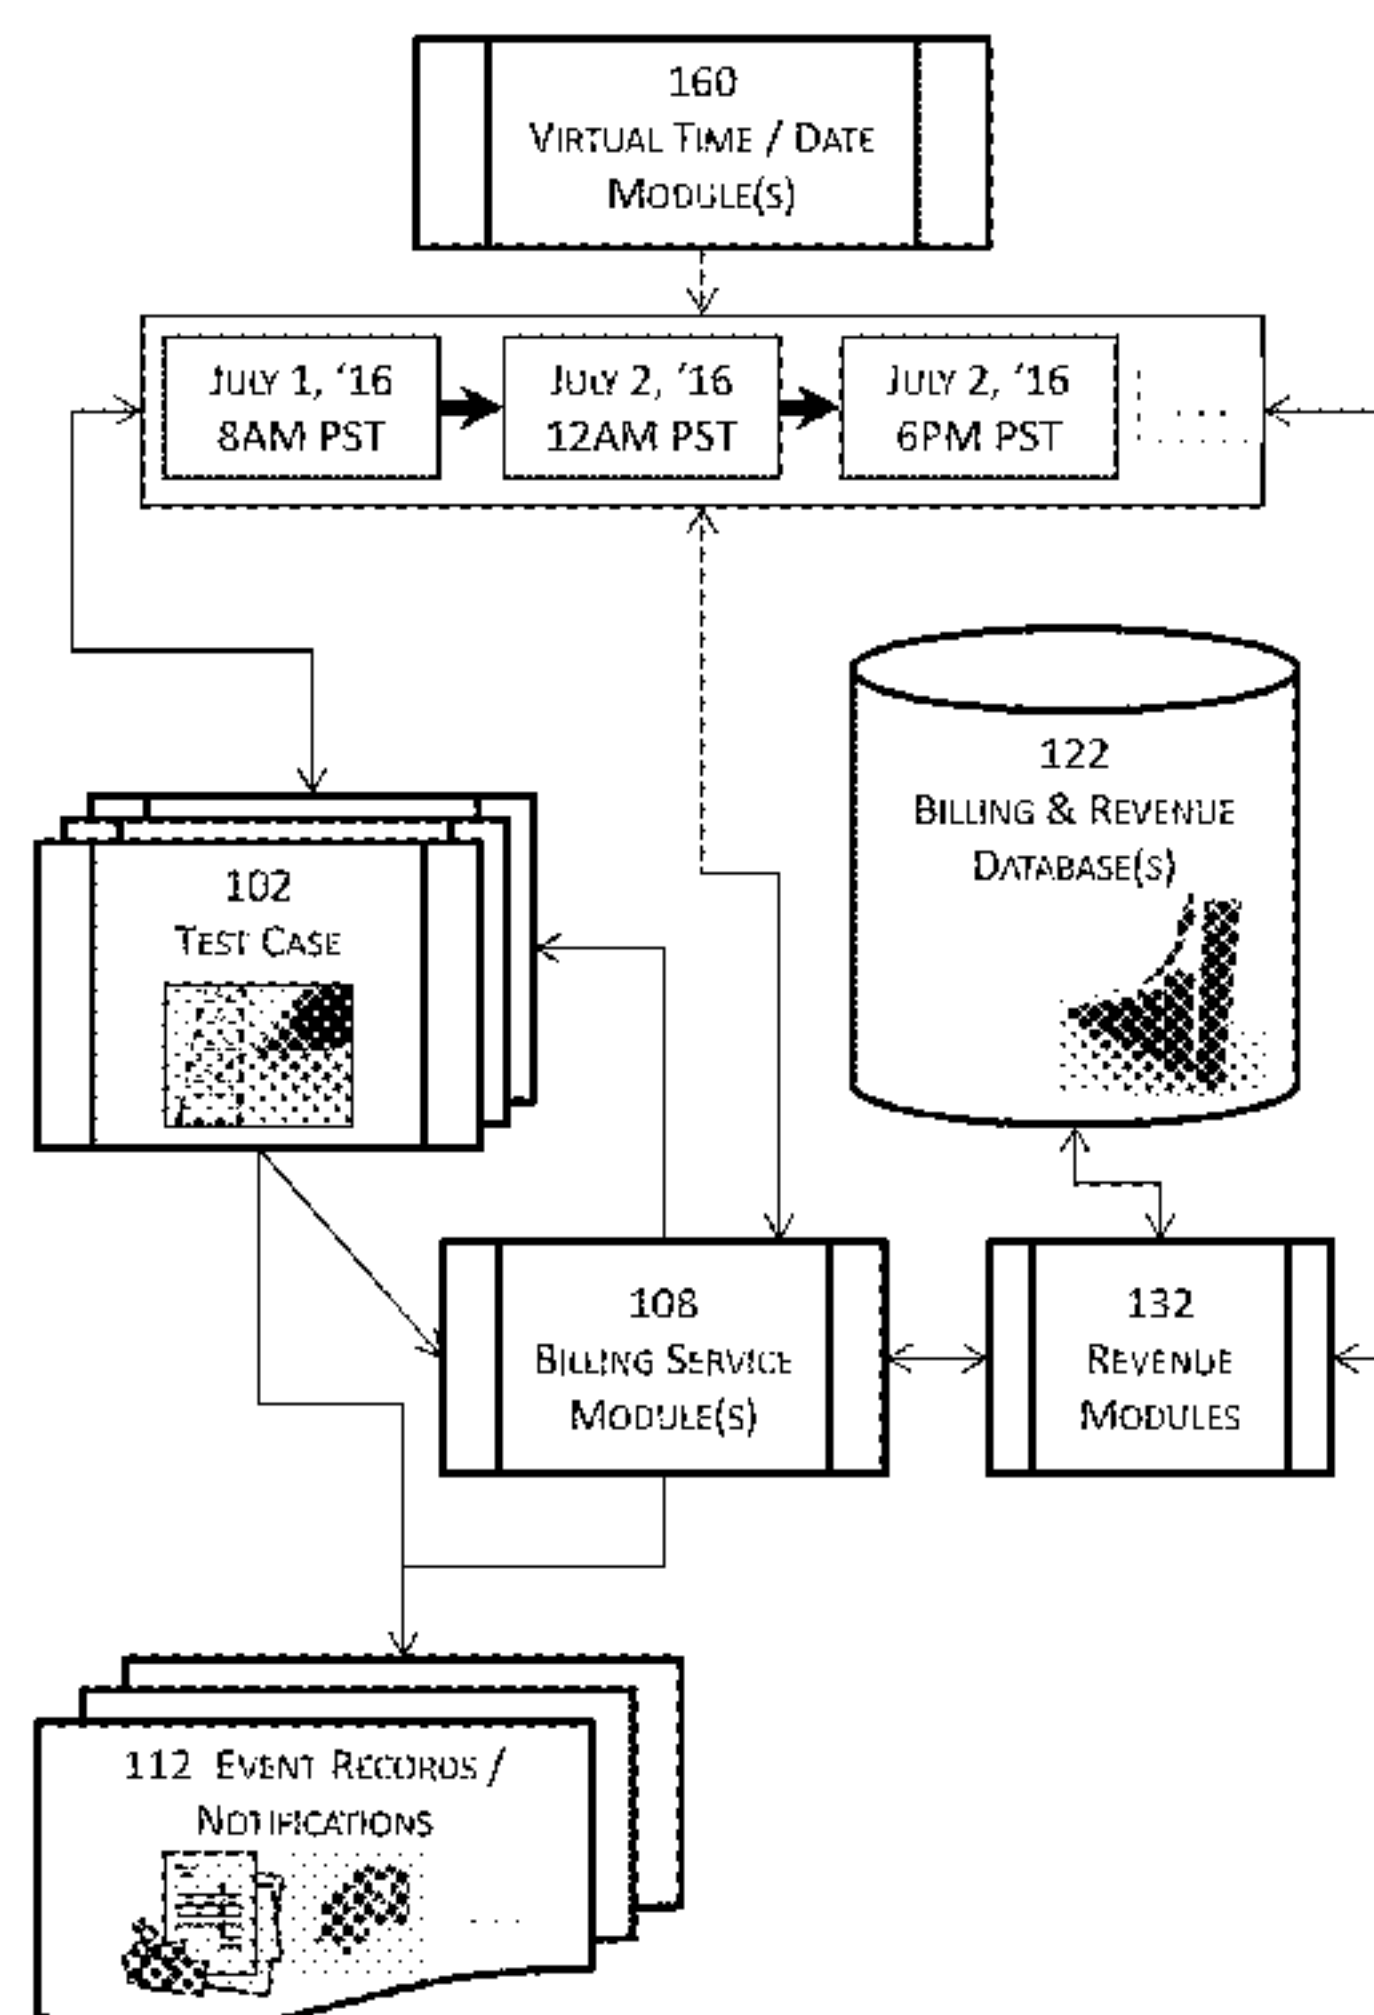 160
VIRTUAL TIME / DATE
MODULE(S)
JULY 1, ‘16
8AM PST
JULY 2, ‘16
12AM PST
JULY 2, ‘16
6PM PST
...
122
BILLING & REVENUE
DATABASE(S)
102
TEST CASE
108
BILLING SERVICE
MODULE(S)
132
REVENUE
MODULES
112 EVENT RECORDS /
NOTIFICATIONS
...